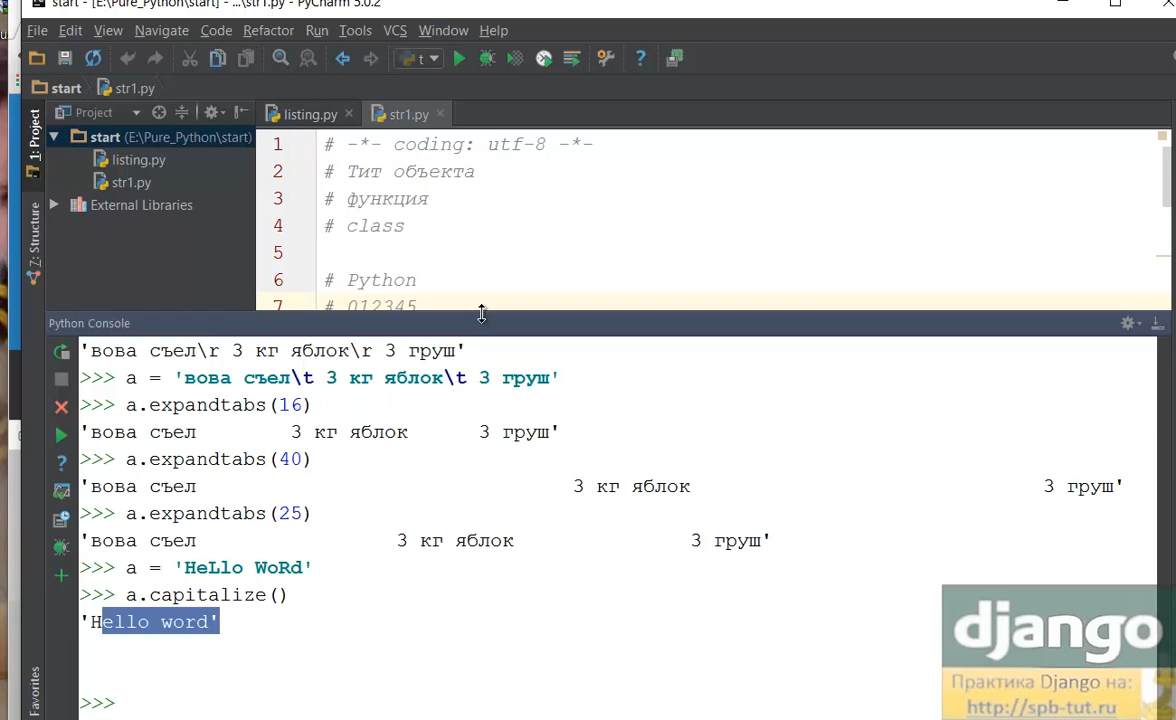 start - [E:\Pure_Python\start] - ...\str1.py - PyCharm 5.0.2
File Edit View Navigate Code Refactor Run Tools VCS Window Help
t
start str1.py
Project listing.py str1.py
1: Project
start (E:\Pure_Python\start)
listing.py
str1.py
External Libraries
Z: Structure
1 # -*- coding: utf-8 -*-
2 # Тит объекта
3 # функция
4 # class
5
6 # Python
7 # 012345
Python Console
'вова съел\r 3 кг яблок\r 3 груш'
>>> a = 'вова съел\t 3 кг яблок\t 3 груш'
>>> a.expandtabs(16)
'вова съел 3 кг яблок 3 груш'
>>> a.expandtabs(40)
'вова съел 3 кг яблок 3 груш'
>>> a.expandtabs(25)
'вова съел 3 кг яблок 3 груш'
>>> a = 'HeLlo WoRd'
>>> a.capitalize()
'Hello word'
>>>
Favorites
django
Практика Django на:
http://spb-tut.ru